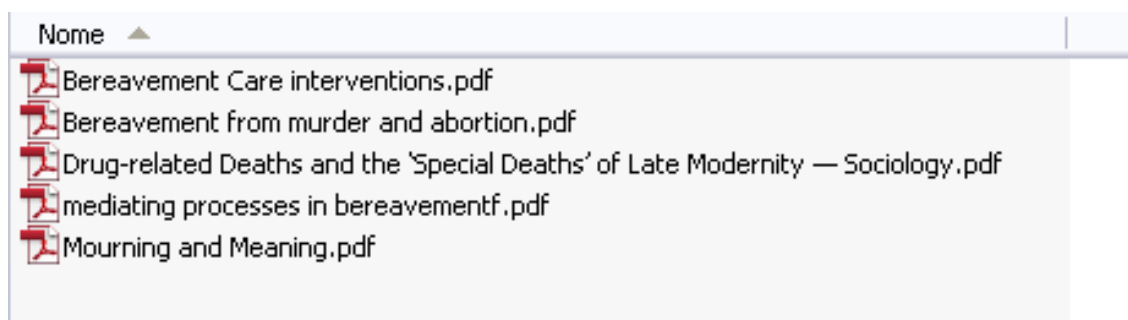 Nome
Bereavement Care interventions.pdf
Bereavement from murder and abortion.pdf
Drug-related Deaths and the ‘Special Deaths’ of Late Modernity — Sociology.pdf
mediating processes in bereavementf.pdf
Mourning and Meaning.pdf